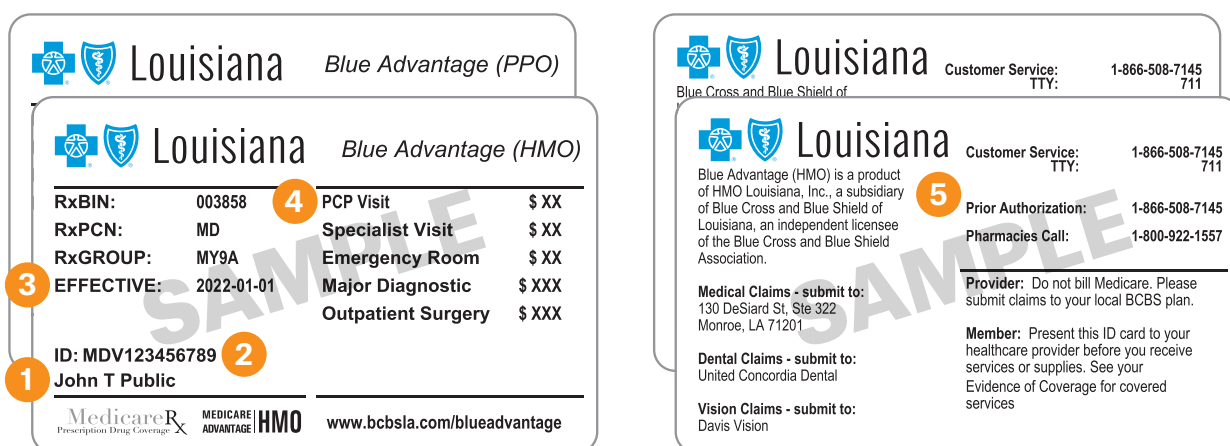 Louisiana Blue Advantage (PPO)
Louisiana Blue Advantage (HMO)
RxBIN: 003858
RxPCN: MD
RxGROUP: MY9A
3 EFFECTIVE: 2022-01-01
ID: MDV123456789 2
1 John T Public
4 PCP Visit $ XX
Specialist Visit $ XX
Emergency Room $ XX
Major Diagnostic $ XXX
Outpatient Surgery $ XXX
SAMPLE
MedicareRx
Prescription Drug Coverage
MEDICARE
ADVANTAGE HMO
www.bcbsla.com/blueadvantage
Louisiana
Blue Cross and Blue Shield of
Customer Service: 1-866-508-7145
TTY: 711
Louisiana
Blue Advantage (HMO) is a product
of HMO Louisiana, Inc., a subsidiary
of Blue Cross and Blue Shield of
Louisiana, an independent licensee
of the Blue Cross and Blue Shield
Association.
Medical Claims - submit to:
130 DeSiard St, Ste 322
Monroe, LA 71201
Dental Claims - submit to:
United Concordia Dental
Vision Claims - submit to:
Davis Vision
Customer Service: 1-866-508-7145
TTY: 711
5
Prior Authorization: 1-866-508-7145
Pharmacies Call: 1-800-922-1557
Provider: Do not bill Medicare. Please
submit claims to your local BCBS plan.
Member: Present this ID card to your
healthcare provider before you receive
services or supplies. See your
Evidence of Coverage for covered
services
SAMPLE